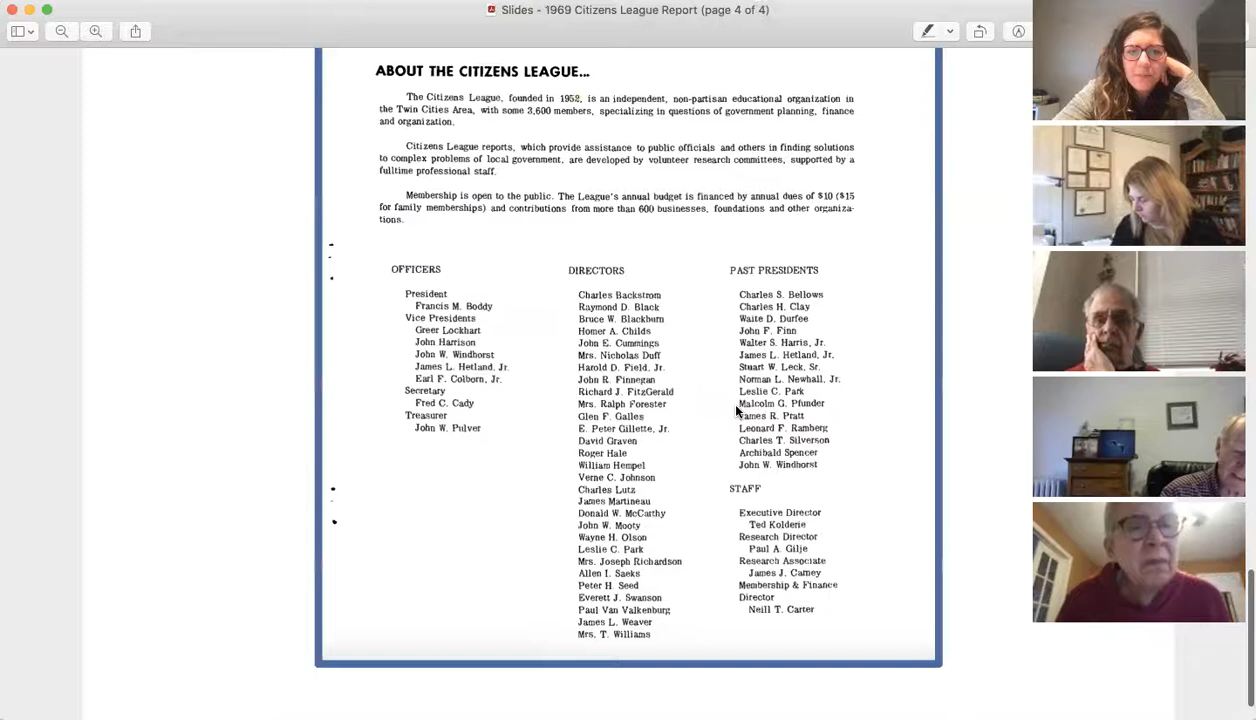 Slides - 1969 Citizens League Report (page 4 of 4)
ABOUT THE CITIZENS LEAGUE...
The Citizens League, founded in 1952, is an independent, non-partisan educational organization in
the Twin Cities Area, with some 3,600 members, specializing in questions of government planning, finance
and organization.
Citizens League reports, which provide assistance to public officials and others in finding solutions
to complex problems of local government, are developed by volunteer research committees, supported by a
fulltime professional staff.
Membership is open to the public. The League's annual budget is financed by annual dues of $10 ($15
for family memberships) and contributions from more than 600 businesses, foundations and other organiza-
tions.
OFFICERS
President
Francis M. Boddy
Vice Presidents
Greer Lockhart
John Harrison
John W. Windhorst
James L. Hetland, Jr.
Earl F. Colborn, Jr.
Secretary
Fred C. Cady
Treasurer
John W. Pulver
DIRECTORS
Charles Backstrom
Raymond D. Black
Bruce W. Blackburn
Homer A. Childs
John E. Cummings
Mrs. Nicholas Duff
Harold D. Field, Jr.
John R. Finnegan
Richard J. FitzGerald
Mrs. Ralph Forester
Glen F. Galles
E. Peter Gillette, Jr.
David Graven
Roger Hale
William Hempel
Verne C. Johnson
Charles Lutz
James Martineau
Donald W. McCarthy
John W. Mooty
Wayne H. Olson
Leslie C. Park
Mrs. Joseph Richardson
Allen I. Saeks
Peter H. Seed
Everett J. Swanson
Paul Van Valkenburg
James L. Weaver
Mrs. T. Williams
PAST PRESIDENTS
Charles S. Bellows
Charles H. Clay
Waite D. Durfee
John F. Finn
Walter S. Harris, Jr.
James L. Hetland, Jr.
Stuart W. Leck, Sr.
Norman L. Newhall, Jr.
Leslie C. Park
Malcolm G. Pfunder
James R. Pratt
Leonard F. Ramberg
Charles T. Silverson
Archibald Spencer
John W. Windhorst
STAFF
Executive Director
Ted Kolderie
Research Director
Paul A. Gilje
Research Associate
James J. Carney
Membership & Finance
Director
Neill T. Carter